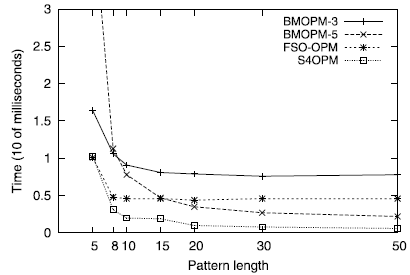 BMOPM-3
BMOPM-5
FSO-OPM
S4OPM
3
2.5
2
1.5
1
0.5
0
Time (10 of milliseconds)
5 8 10 15 20 30 50
Pattern length